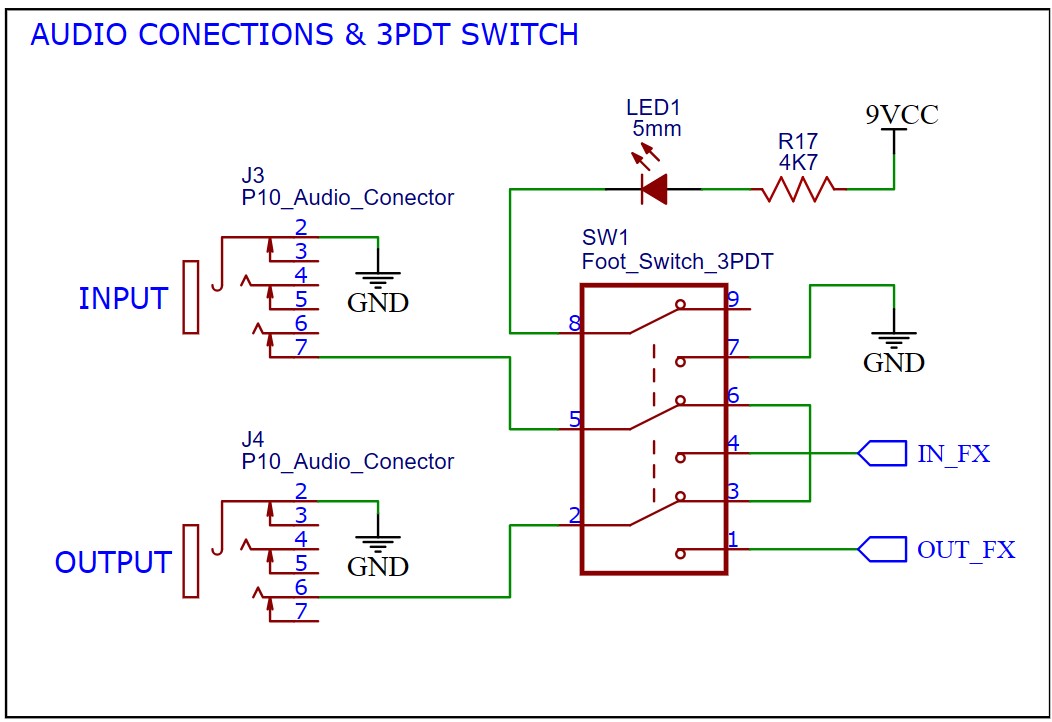 AUDIO CONECTIONS & 3PDT SWITCH
LED1
5mm
9VCC
R17
4K7
J3
P10_Audio_Conector
2
3
4
5
6
7
GND
INPUT
SW1
Foot_Switch_3PDT
9
8
7
6
5
4
3
2
1
GND
IN_FX
OUT_FX
J4
P10_Audio_Conector
2
3
4
5
6
7
GND
OUTPUT